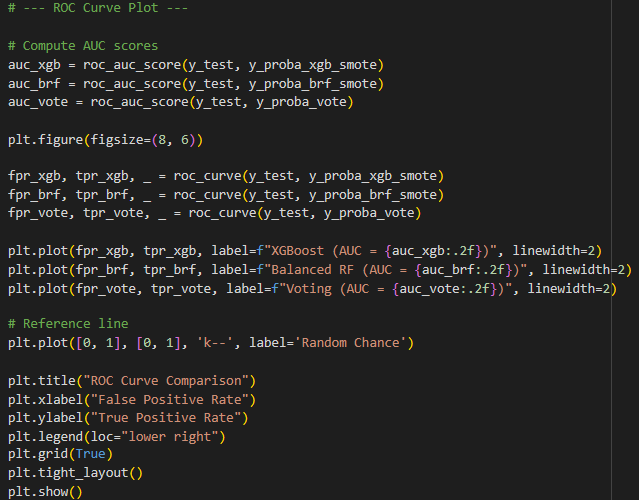 # --- ROC Curve Plot ---
# Compute AUC scores
auc_xgb = roc_auc_score(y_test, y_proba_xgb_smote)
auc_brf = roc_auc_score(y_test, y_proba_brf_smote)
auc_vote = roc_auc_score(y_test, y_proba_vote)
plt.figure(figsize=(8, 6))
fpr_xgb, tpr_xgb, _ = roc_curve(y_test, y_proba_xgb_smote)
fpr_brf, tpr_brf, _ = roc_curve(y_test, y_proba_brf_smote)
fpr_vote, tpr_vote, _ = roc_curve(y_test, y_proba_vote)
plt.plot(fpr_xgb, tpr_xgb, label=f"XGBoost (AUC = {auc_xgb:.2f})", linewidth=2)
plt.plot(fpr_brf, tpr_brf, label=f"Balanced RF (AUC = {auc_brf:.2f})", linewidth=2)
plt.plot(fpr_vote, tpr_vote, label=f"Voting (AUC = {auc_vote:.2f})", linewidth=2)
# Reference line
plt.plot([0, 1], [0, 1], 'k--', label='Random Chance')
plt.title("ROC Curve Comparison")
plt.xlabel("False Positive Rate")
plt.ylabel("True Positive Rate")
plt.legend(loc="lower right")
plt.grid(True)
plt.tight_layout()
plt.show()